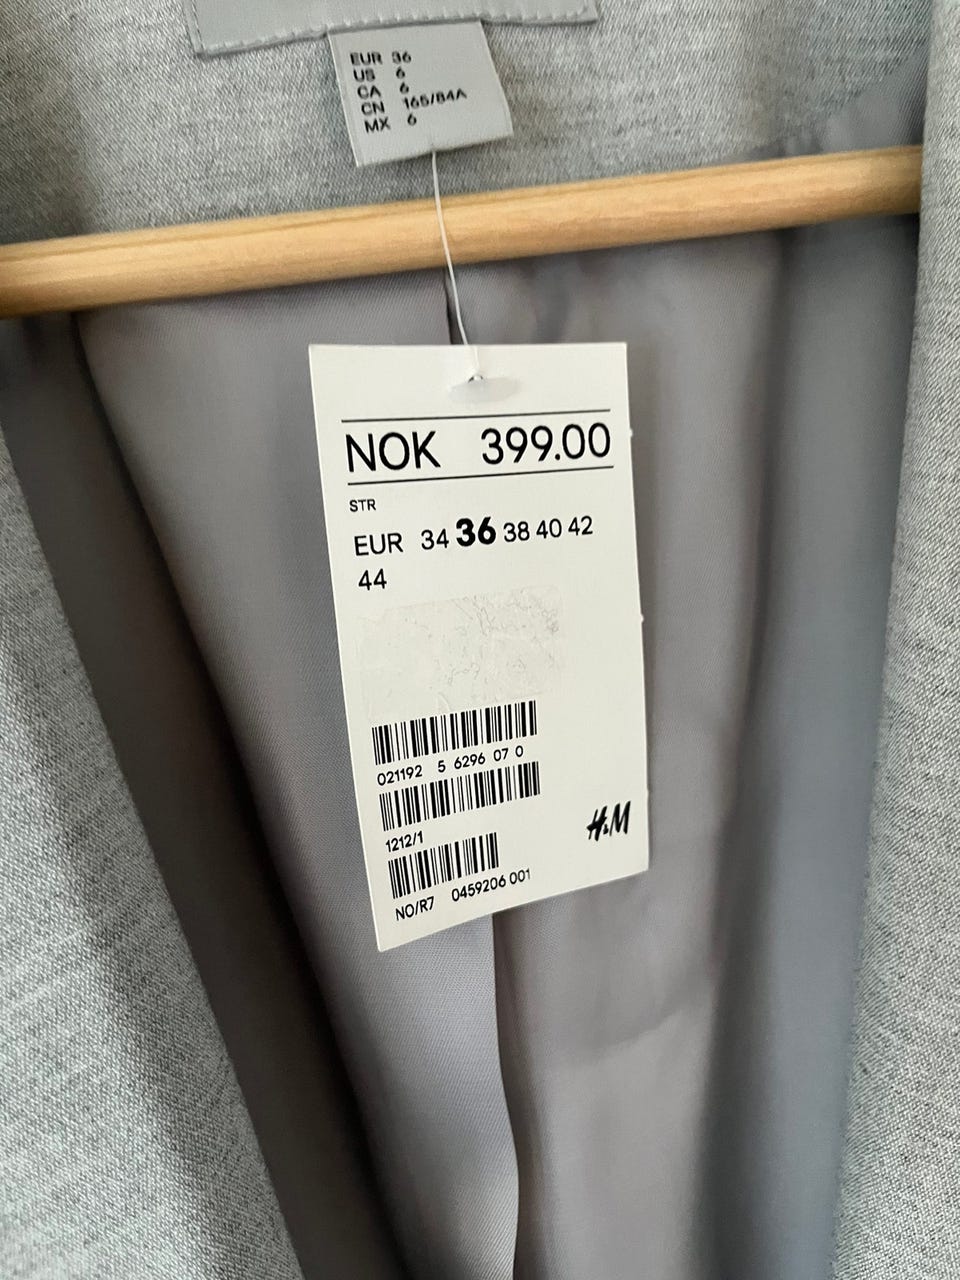 EUR 36
US 6
CA 6
CN 165/84A
MX 6
NOK 399.00
STR
EUR 34 36 38 40 42
44
021192 5 6296 07 0
1212/1
H&M
NO/R7 0459206 001